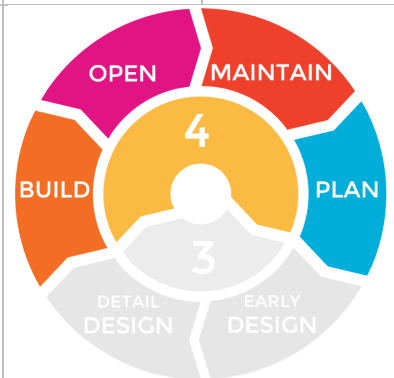 OPEN
MAINTAIN
4
BUILD
PLAN
3
DETAIL
DESIGN
EARLY
DESIGN